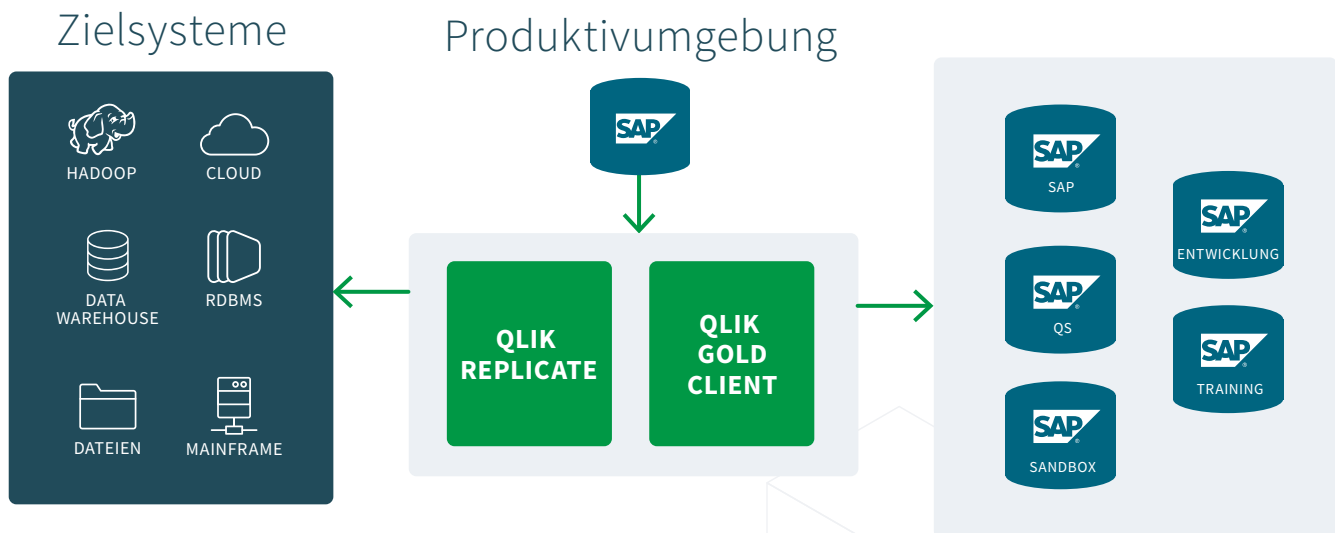 Zielsysteme
HADOOP
CLOUD
DATA
WAREHOUSE
RDBMS
DATEIEN
MAINFRAME
Produktivumgebung
SAP
QLIK
REPLICATE
QLIK
GOLD
CLIENT
SAP®
SAP
SAP®
ENTWICKLUNG
SAP®
QS
SAP®
TRAINING
SAP®
SANDBOX